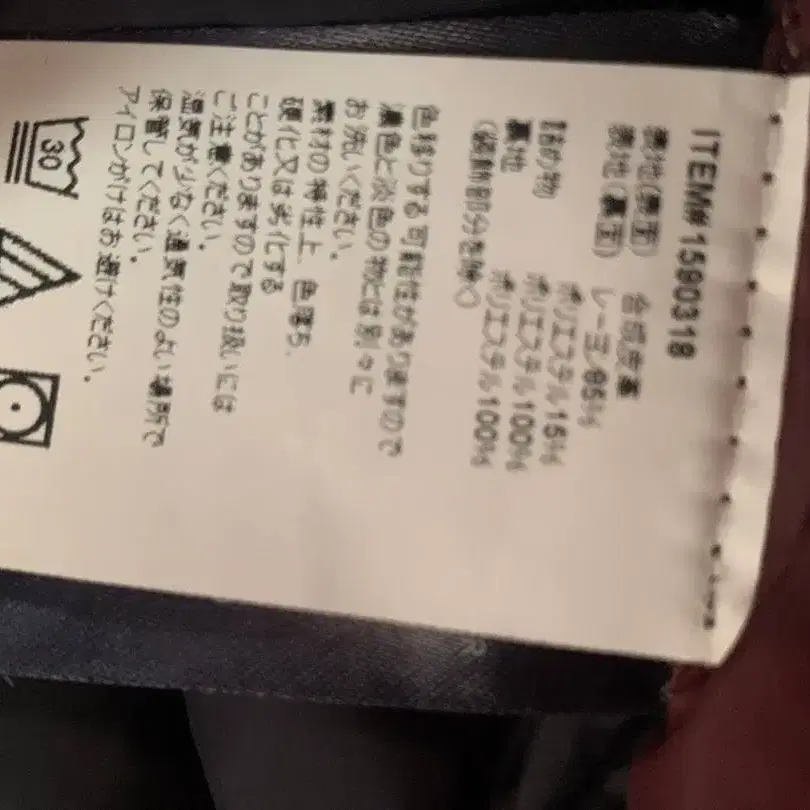 ITEM# 1590318
表地(表面) 合成皮革
表地(裏面) レーヨン85%
ポリエステル15%
詰め物 ポリエステル100%
裏地 ポリエステル100%
(装飾部分を除く)
色移りする可能性がありますので
濃色と淡色の物とは別々に
お洗いください。
素材の特性上、色落ち、
硬化又は劣化する
ことがありますので取り扱いには
ご注意ください。
湿気が少なく通気性のよい場所で
保管してください。
アイロンがけはお避けください。
30